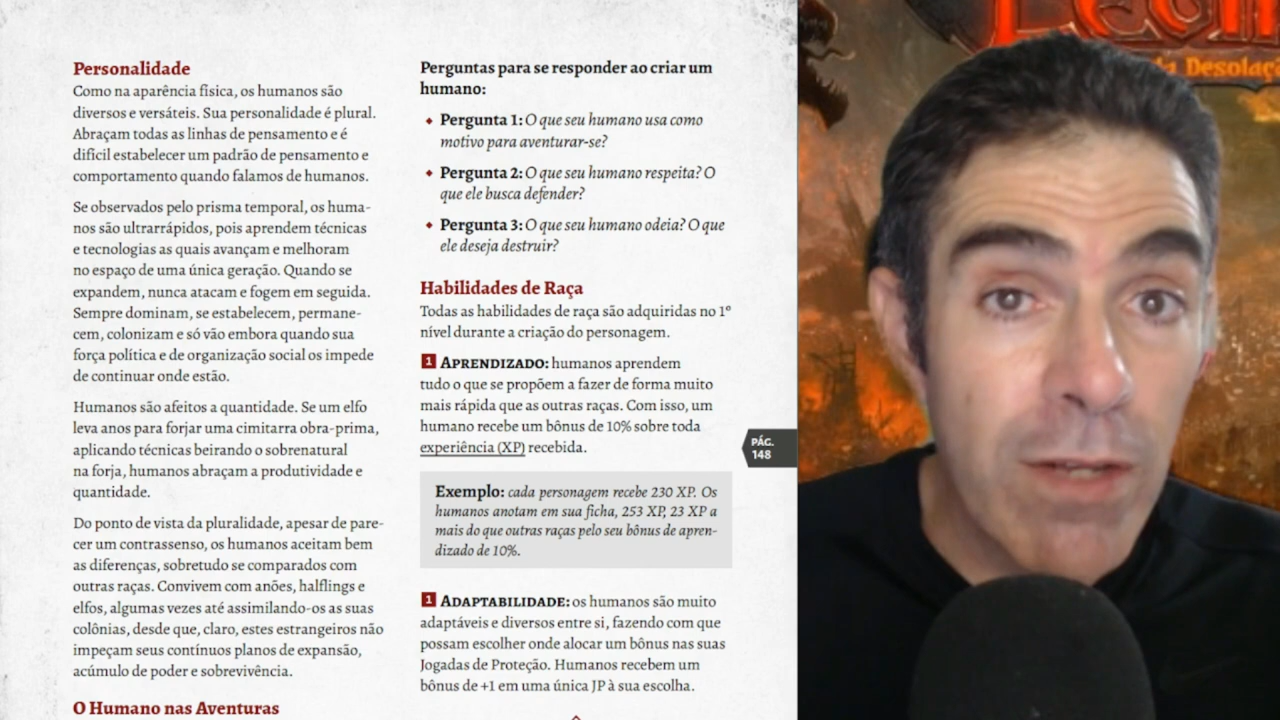 Personalidade
Como na aparência física, os humanos são
diversos e versáteis. Sua personalidade é plural.
Abraçam todas as linhas de pensamento e é
difícil estabelecer um padrão de pensamento e
comportamento quando falamos de humanos.
Se observados pelo prisma temporal, os huma-
nos são ultrarrápidos, pois aprendem técnicas
e tecnologias as quais avançam e melhoram
no espaço de uma única geração. Quando se
expandem, nunca atacam e fogem em seguida.
Sempre dominam, se estabelecem, permane-
cem, colonizam e só vão embora quando sua
força política e de organização social os impede
de continuar onde estão.
Humanos são afeitos a quantidade. Se um elfo
leva anos para forjar uma cimitarra obra-prima,
aplicando técnicas beirando o sobrenatural
na forja, humanos abraçam a produtividade e
quantidade.
Do ponto de vista da pluralidade, apesar de pare-
cer um contrassenso, os humanos aceitam bem
as diferenças, sobretudo se comparados com
outras raças. Convivem com anões, halflings e
elfos, algumas vezes até assimilando-os as suas
colônias, desde que, claro, estes estrangeiros não
impeçam seus contínuos planos de expansão,
acúmulo de poder e sobrevivência.
O Humano nas Aventuras
Perguntas para se responder ao criar um
humano:
Pergunta 1: O que seu humano usa como
motivo para aventurar-se?
Pergunta 2: O que seu humano respeita? O
que ele busca defender?
Pergunta 3: O que seu humano odeia? O que
ele deseja destruir?
Habilidades de Raça
Todas as habilidades de raça são adquiridas no 1º
nível durante a criação do personagem.
1 APRENDIZADO: humanos aprendem
tudo o que se propõem a fazer de forma muito
mais rápida que as outras raças. Com isso, um
humano recebe um bônus de 10% sobre toda
experiência (XP) recebida.
PÁG.
148
Exemplo: cada personagem recebe 230 XP. Os
humanos anotam em sua ficha, 253 XP, 23 XP a
mais do que outras raças pelo seu bônus de apren-
dizado de 10%.
1 ADAPTABILIDADE: os humanos são muito
adaptáveis e diversos entre si, fazendo com que
possam escolher onde alocar um bônus nas suas
Jogadas de Proteção. Humanos recebem um
bônus de +1 em uma única JP à sua escolha.